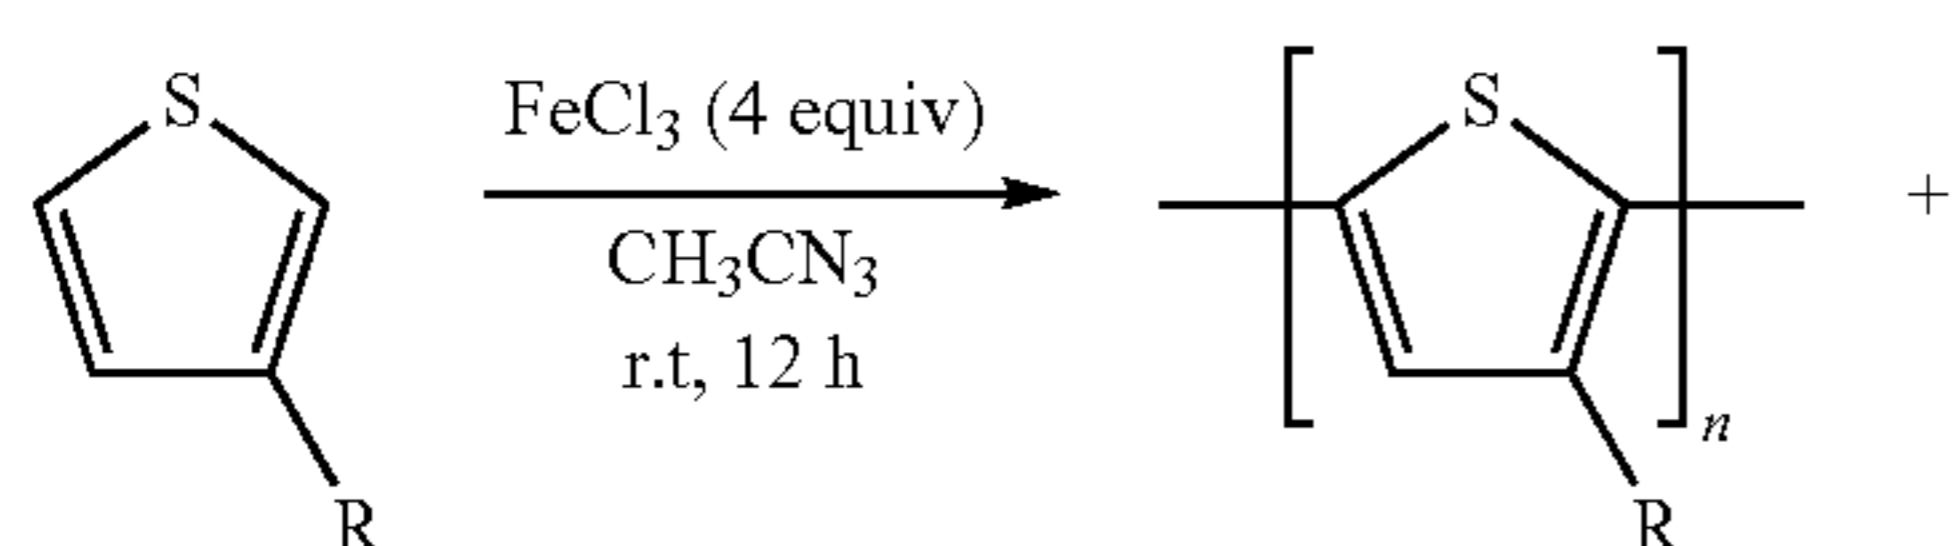 S
FeCl₃ (4 equiv)
CH₃CN₃
r.t, 12 h
R
S
n
R
+